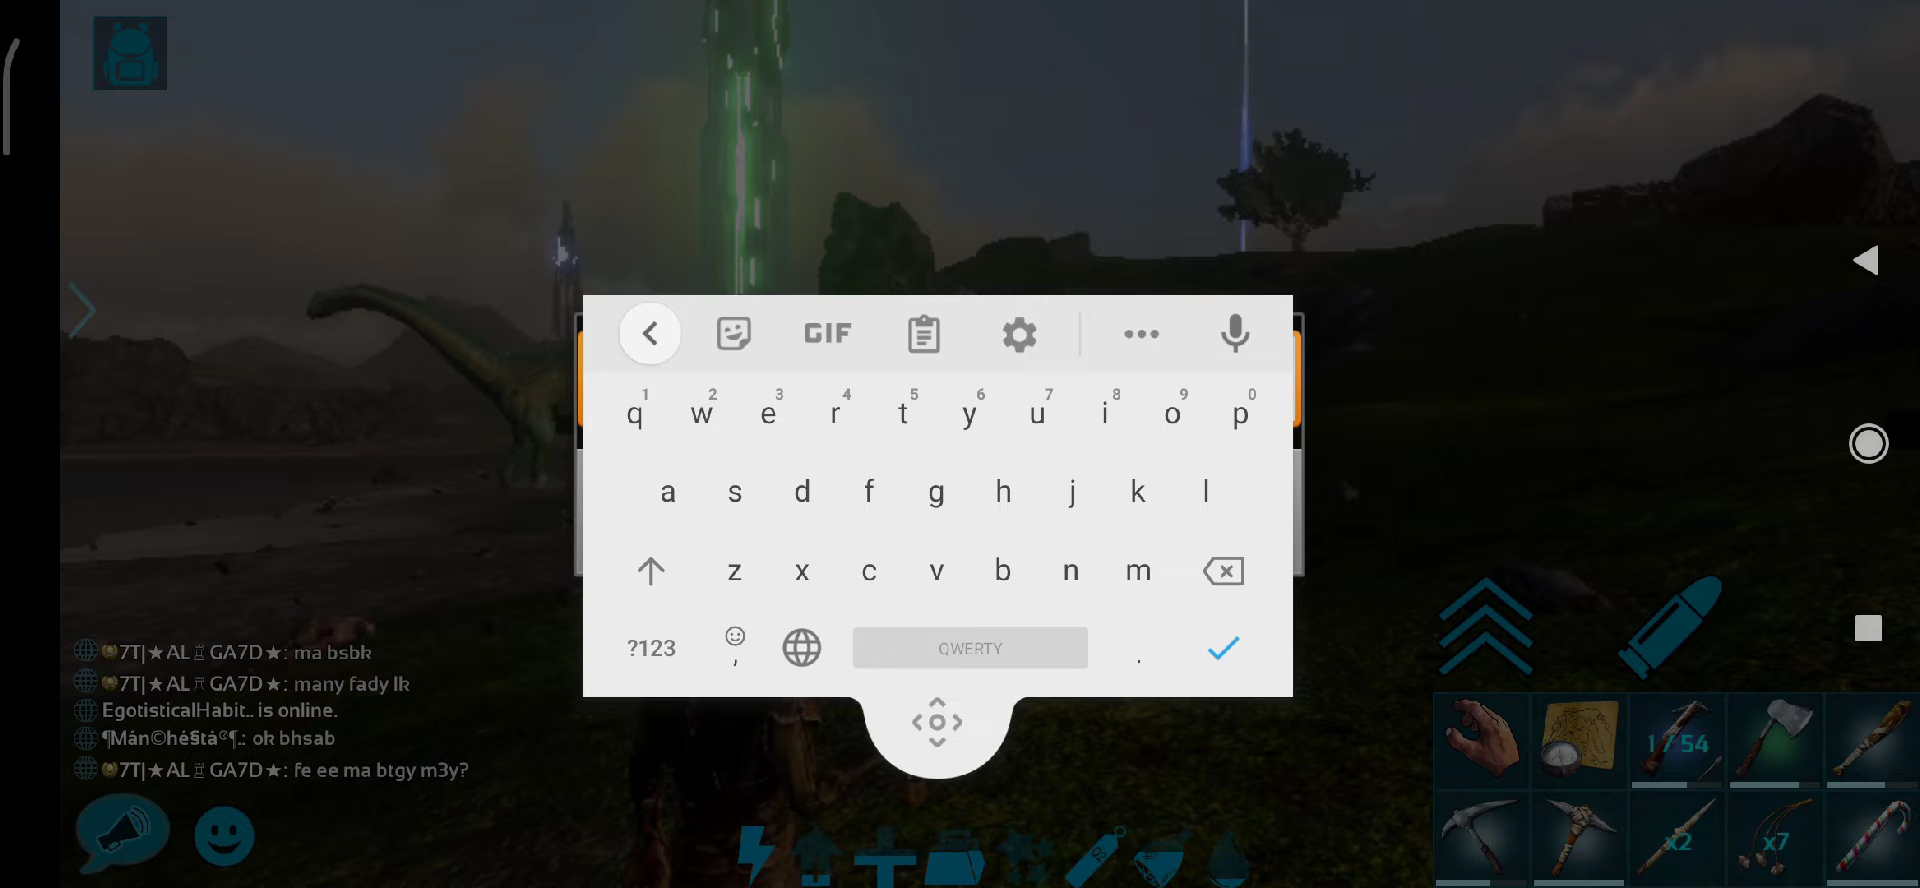 GIF
1 2 3 4 5 6 7 8 9 0
q w e r t y u i o p
a s d f g h j k l
z x c v b n m
?123 , QWERTY .
7T|★AL♖GA7D★: ma bsbk
7T|★AL♖GA7D★: many fady lk
EgotisticalHabit.. is online.
: ok bhsab
7T|★AL♖GA7D★: fe ee ma btgy m3y?
1 / 54
x2
x7